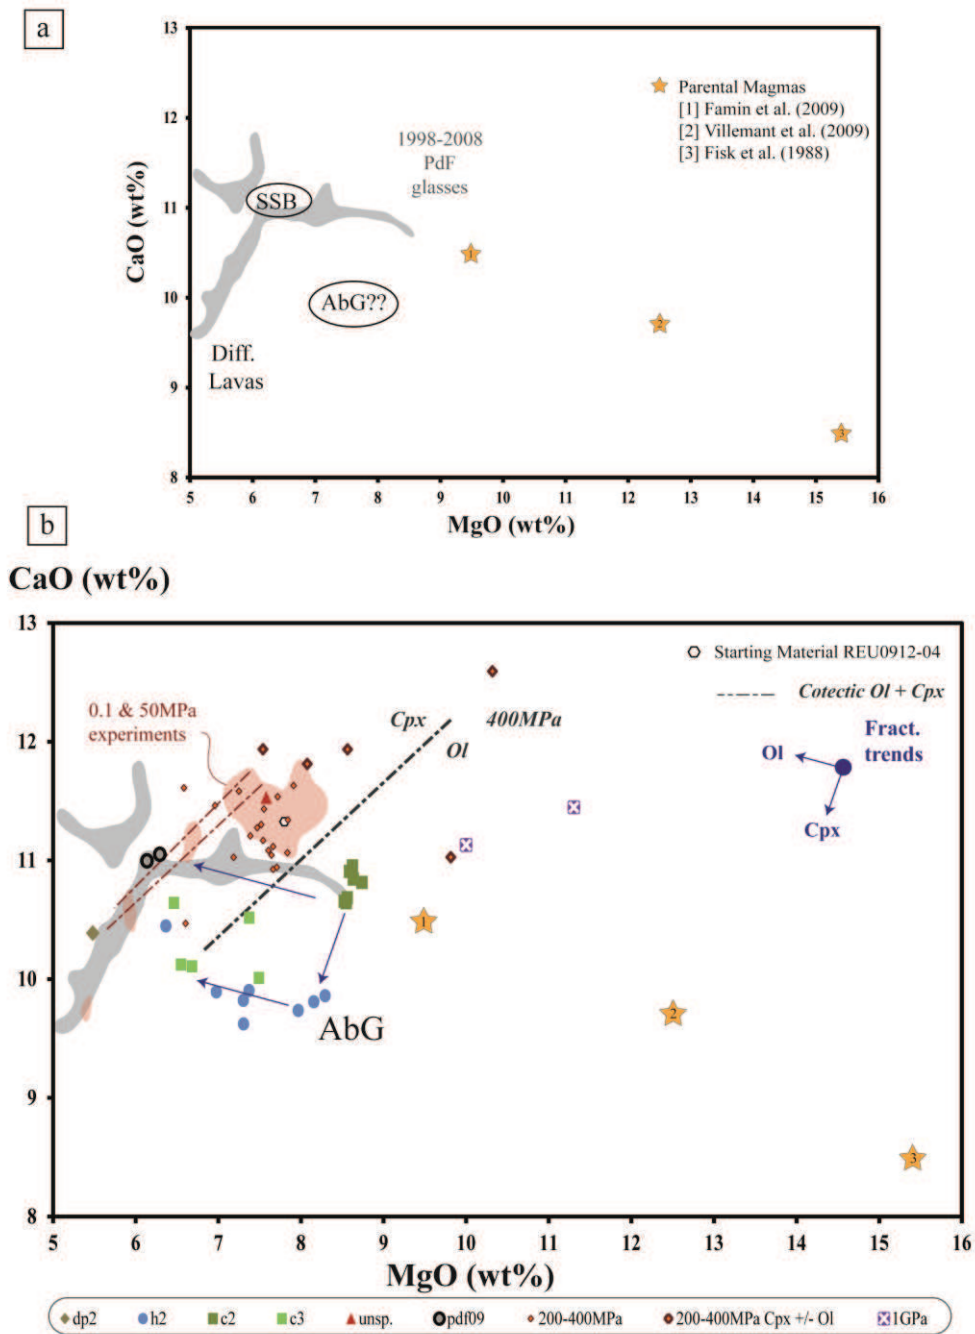 a
13
12
11
10
9
8
CaO (wt%)
Parental Magmas
[1] Famin et al. (2009)
[2] Villemant et al. (2009)
[3] Fisk et al. (1988)
1998-2008
PdF
glasses
SSB
AbG??
Diff.
Lavas
1
2
3
5 6 7 8 9 10 11 12 13 14 15 16
MgO (wt%)
b
CaO (wt%)
13
12
11
10
9
8
Starting Material REU0912-04
Cotectic Ol + Cpx
0.1 & 50MPa
experiments
Cpx 400MPa
Ol
Fract.
trends
Ol
Cpx
AbG
1
2
3
5 6 7 8 9 10 11 12 13 14 15 16
MgO (wt%)
dp2 h2 c2 c3 unsp. pdf09 200-400MPa 200-400MPa Cpx +/- Ol 1GPa